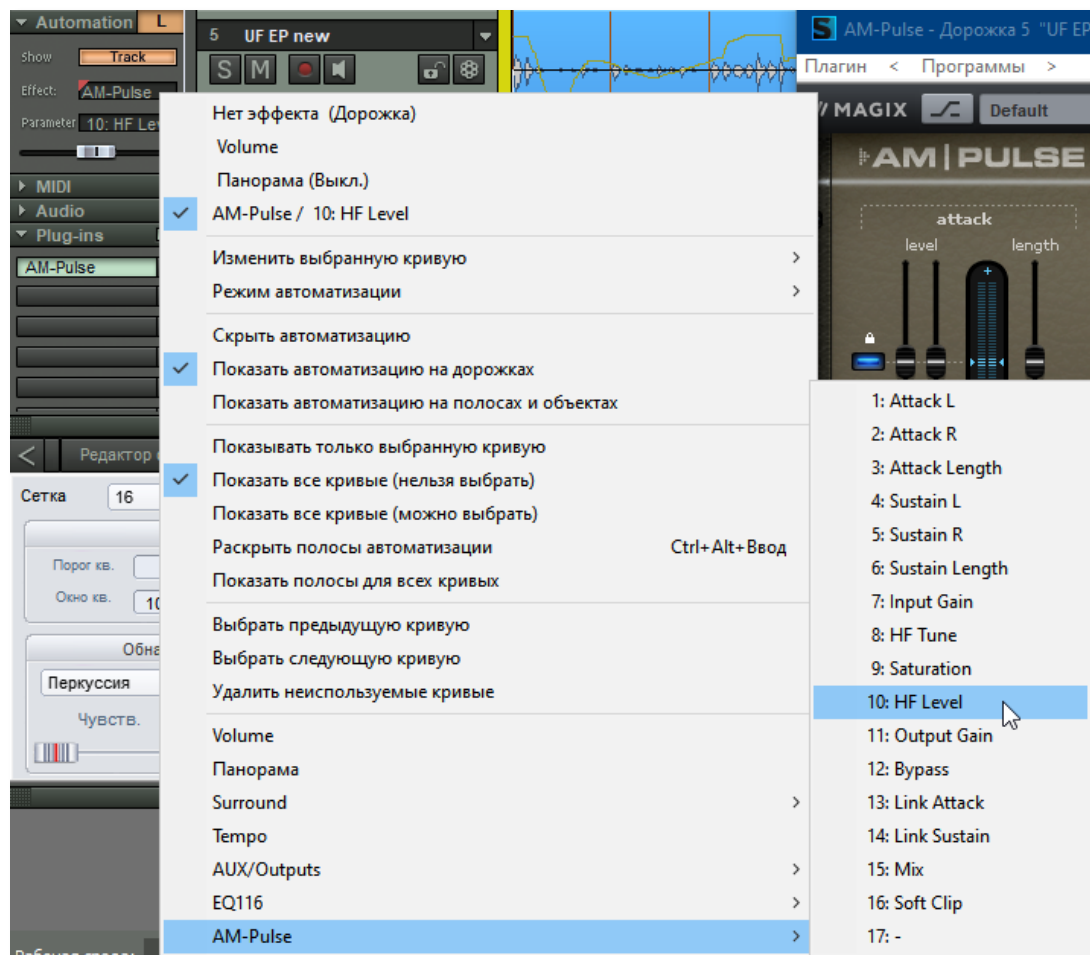 Automation L
Show Track
Effect: AM-Pulse
Parameter 10: HF Le
MIDI
Audio
Plug-ins
AM-Pulse
Редактор
Сетка 16
Порог кв.
Окно кв. 10
Обна
Перкуссия
Чувств.
5 UF EP new
S M
AM-Pulse - Дорожка 5 "UF EP
Плагин < Программы >
MAGIX Default
AM|PULSE
attack
level length
Нет эффекта (Дорожка)
Volume
Панорама (Выкл.)
AM-Pulse / 10: HF Level
Изменить выбранную кривую
Режим автоматизации
Скрыть автоматизацию
Показать автоматизацию на дорожках
Показать автоматизацию на полосах и объектах
Показывать только выбранную кривую
Показать все кривые (нельзя выбрать)
Показать все кривые (можно выбрать)
Раскрыть полосы автоматизации Ctrl+Alt+Ввод
Показать полосы для всех кривых
Выбрать предыдущую кривую
Выбрать следующую кривую
Удалить неиспользуемые кривые
Volume
Панорама
Surround
Tempo
AUX/Outputs
EQ116
AM-Pulse
1: Attack L
2: Attack R
3: Attack Length
4: Sustain L
5: Sustain R
6: Sustain Length
7: Input Gain
8: HF Tune
9: Saturation
10: HF Level
11: Output Gain
12: Bypass
13: Link Attack
14: Link Sustain
15: Mix
16: Soft Clip
17: -